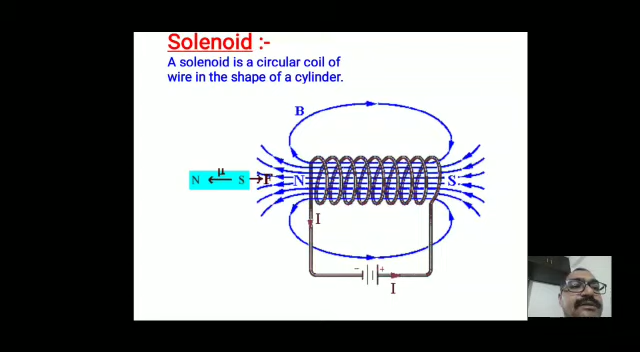 Solenoid :-
A solenoid is a circular coil of
wire in the shape of a cylinder.
B
μ
N S F N S
I
- +
I